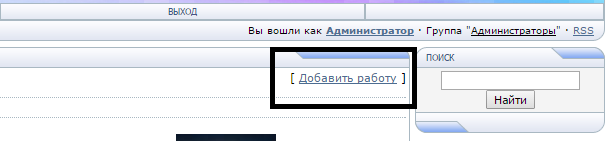 ВЫХОД
Вы вошли как Администратор · Группа "Администраторы" · RSS
[ Добавить работу ]
ПОИСК
Найти